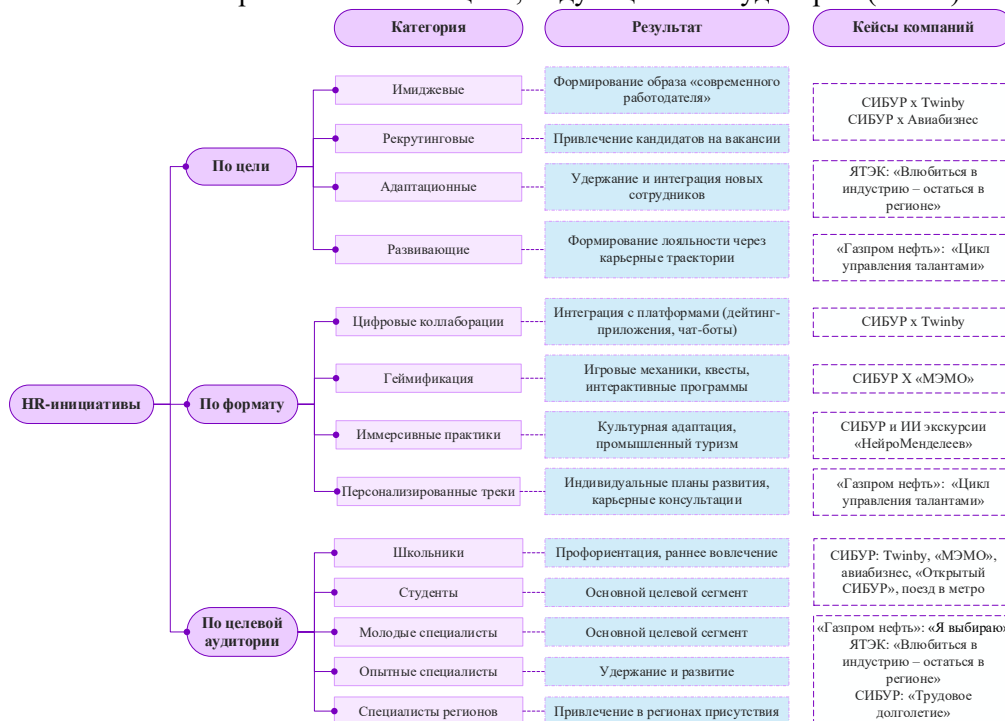 Категория
Результат
Кейсы компаний
Имиджевые
Формирование образа «современного
работодателя»
СИБУР x Twinby
СИБУР x Авиабизнес
Рекрутинговые
Привлечение кандидатов на вакансии
По цели
Адаптационные
Удержание и интеграция новых
сотрудников
ЯТЭК: «Влюбиться в
индустрию – остаться в
регионе»
Развивающие
Формирование лояльности через
карьерные траектории
«Газпром нефть»: «Цикл
управления талантами»
Цифровые коллаборации
Интеграция с платформами (дейтинг-
приложения, чат-боты)
СИБУР x Twinby
Геймификация
Игровые механики, квесты,
интерактивные программы
СИБУР X «МЭМО»
HR-инициативы
По формату
Иммерсивные практики
Культурная адаптация,
промышленный туризм
СИБУР и ИИ экскурсии
«НейроМенделеев»
Персонализированные треки
Индивидуальные планы развития,
карьерные консультации
«Газпром нефть»: «Цикл
управления талантами»
Школьники
Профориентация, раннее вовлечение
СИБУР: Twinby, «МЭМО»,
авиабизнес, «Открытый
СИБУР», поезд в метро
Студенты
Основной целевой сегмент
По целевой
аудитории
Молодые специалисты
Основной целевой сегмент
«Газпром нефть»: «Я выбираю»
ЯТЭК: «Влюбиться в
индустрию – остаться в
регионе»
СИБУР: «Трудовое
долголетие»
Опытные специалисты
Удержание и развитие
Специалисты регионов
Привлечение в регионах присутствия